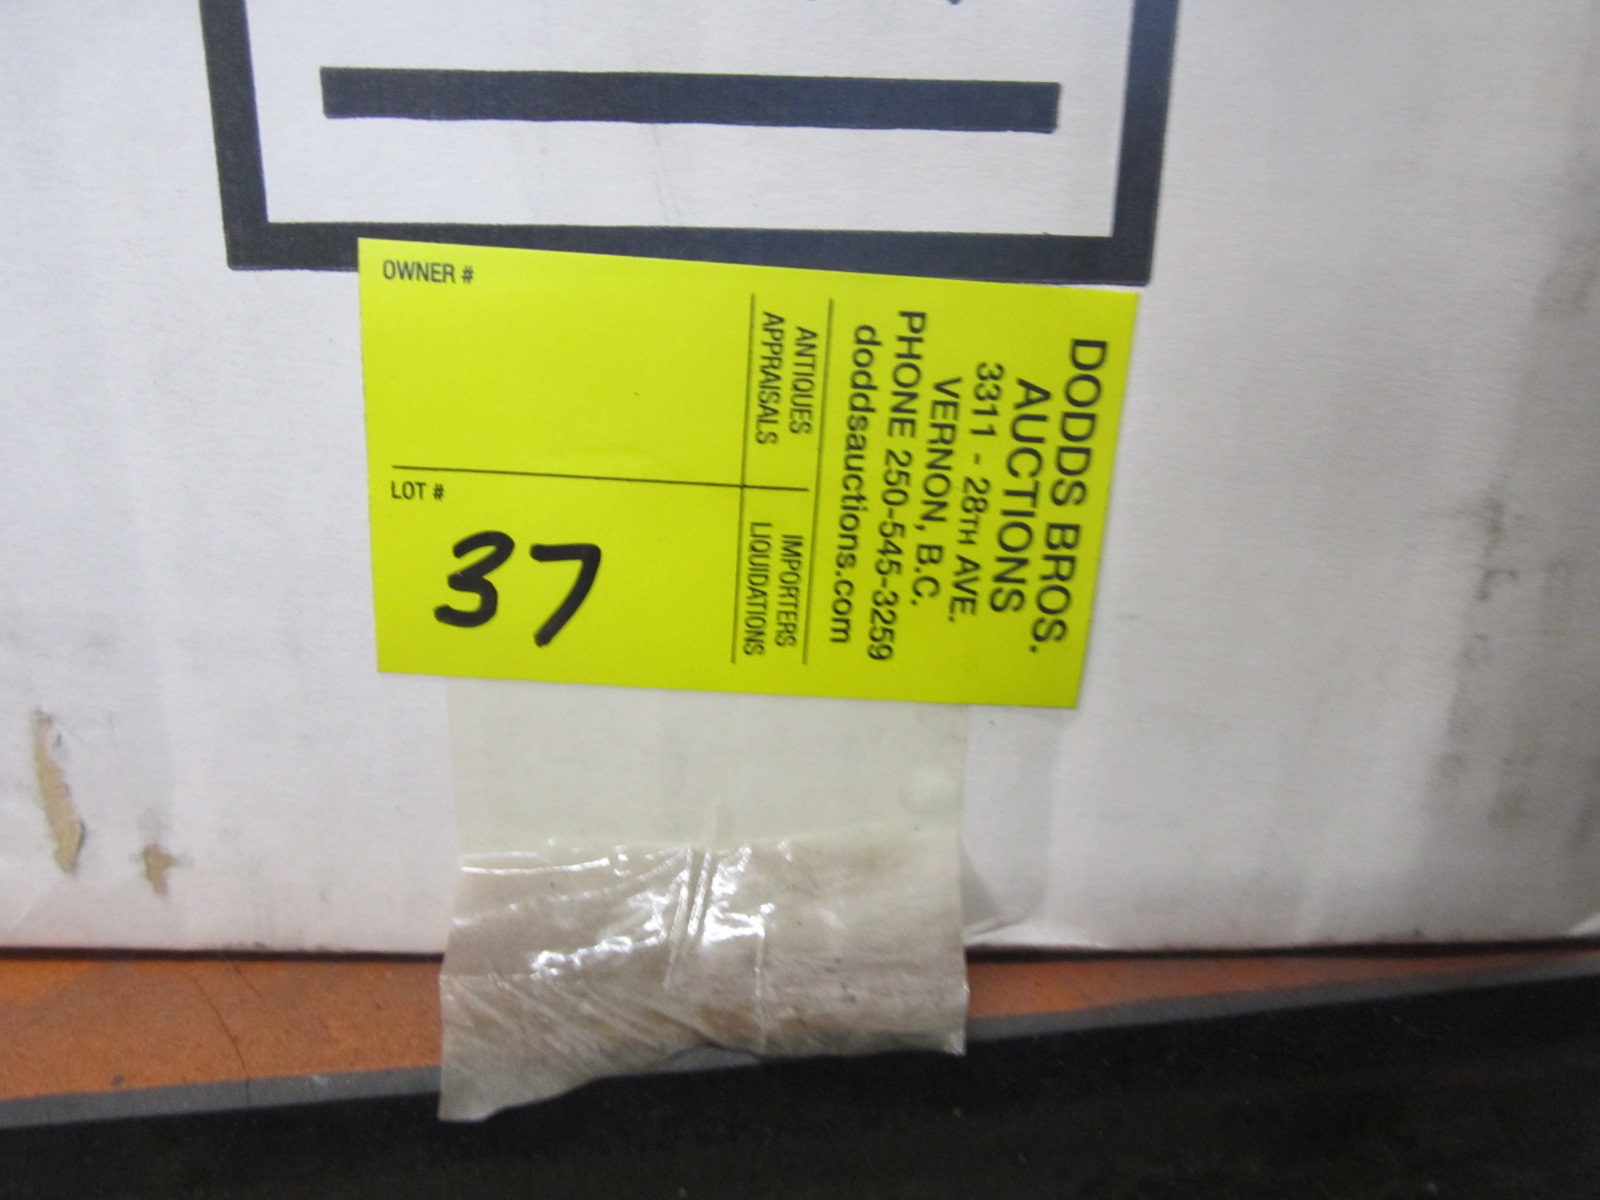 DODDS BROS.
AUCTIONS
3311 - 28TH AVE.
VERNON, B.C.
PHONE 250-545-3259
doddsauctions.com
ANTIQUES
APPRAISALS
IMPORTERS
LIQUIDATIONS
OWNER #
LOT #
37